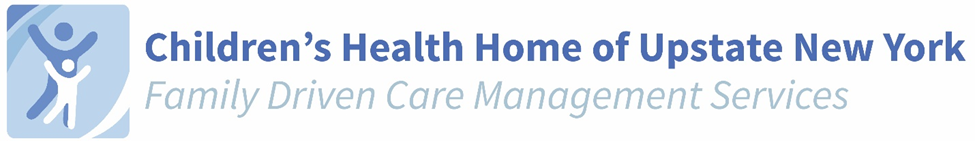 Children's Health Home of Upstate New York
Family Driven Care Management Services